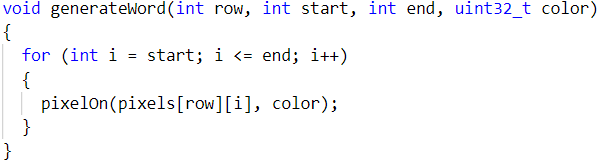 void generateWord(int row, int start, int end, uint32_t color)
{
  for (int i = start; i <= end; i++)
  {
    pixelOn(pixels[row][i], color);
  }
}